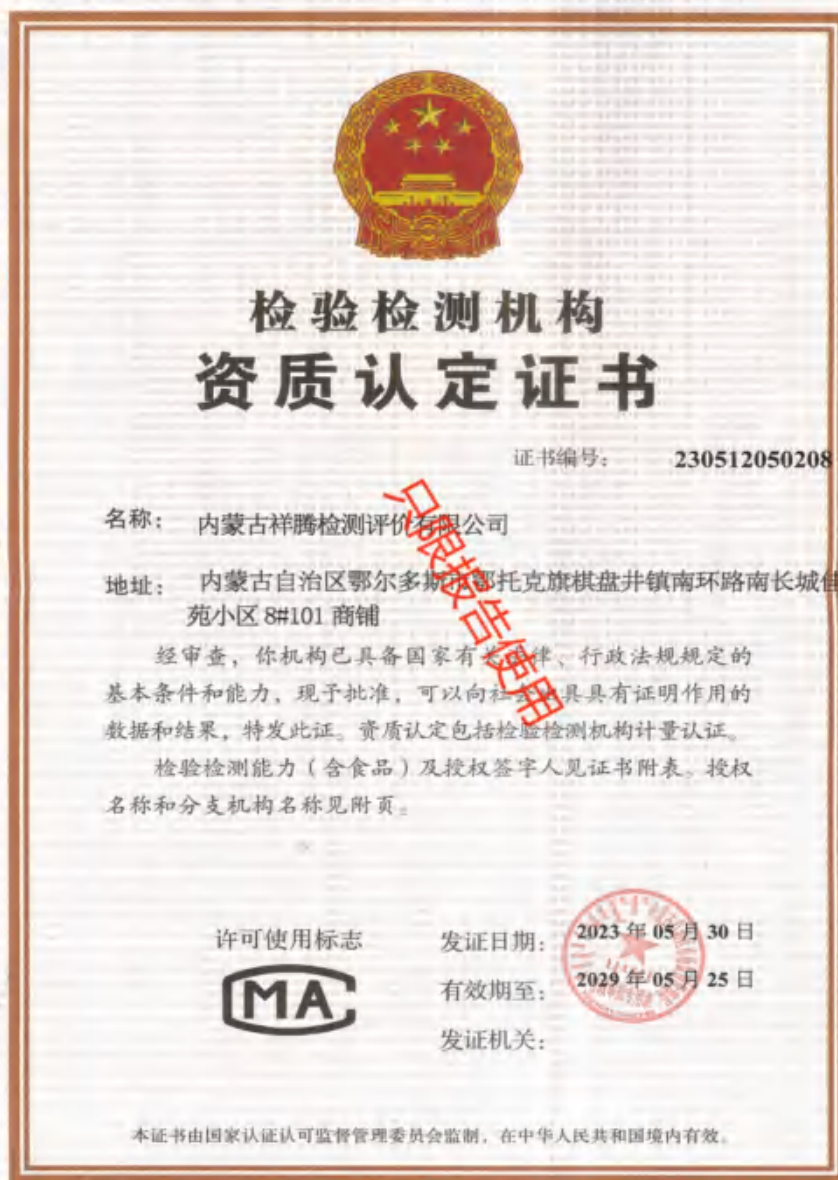 检验检测机构
资质认定证书
证书编号: 230512050208
名称: 内蒙古祥腾检测评价有限公司
地址: 内蒙古自治区鄂尔多斯市鄂托克旗棋盘井镇南环路南长城佳
苑小区 8#101 商铺
只限报告使用
经审查，你机构已具备国家有关法律、行政法规规定的
基本条件和能力，现予批准，可以向社会出具具有证明作用的
数据和结果，特发此证。资质认定包括检验检测机构计量认证。
检验检测能力（含食品）及授权签字人见证书附表。授权
名称和分支机构名称见附页。
许可使用标志
MA
发证日期: 2023 年 05 月 30 日
有效期至: 2029 年 05 月 25 日
发证机关:
本证书由国家认证认可监督管理委员会监制，在中华人民共和国境内有效。